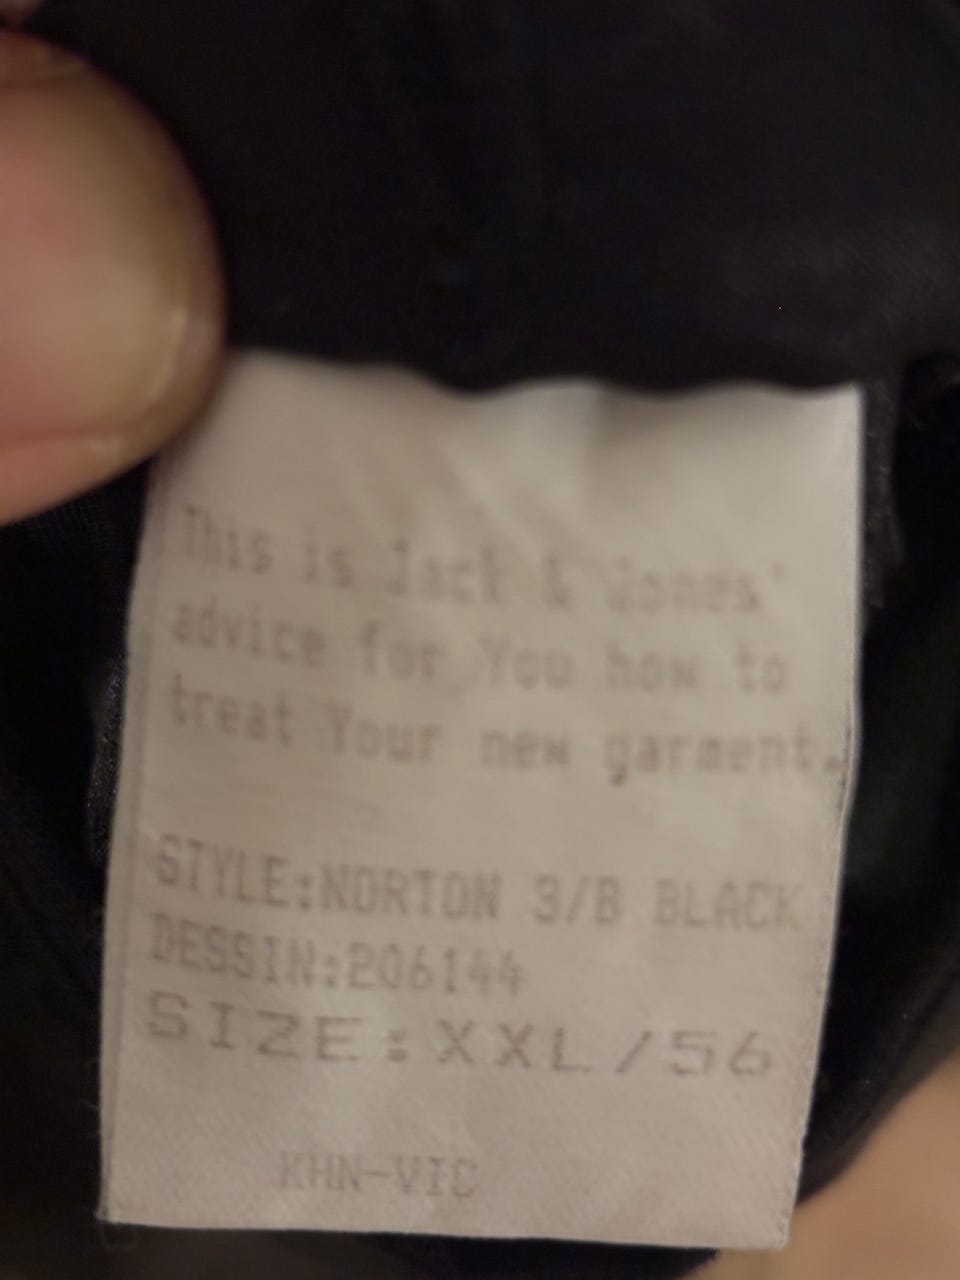 This is Jack & Jones'
advice for You how to
treat Your new garment.
STYLE:NORTON 3/B BLACK
DESSIN:206144
SIZE:XXL/56
KHN-VIC